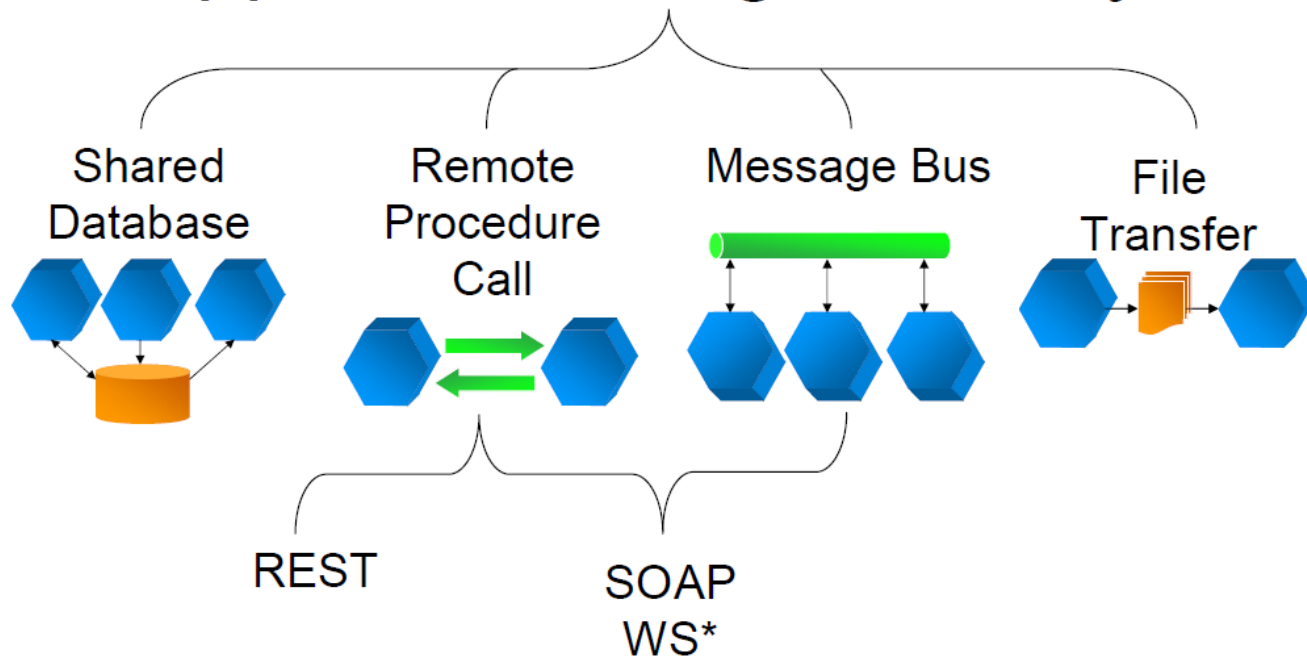 Shared
Database
Remote
Procedure
Call
Message Bus
File
Transfer
REST
SOAP
WS*